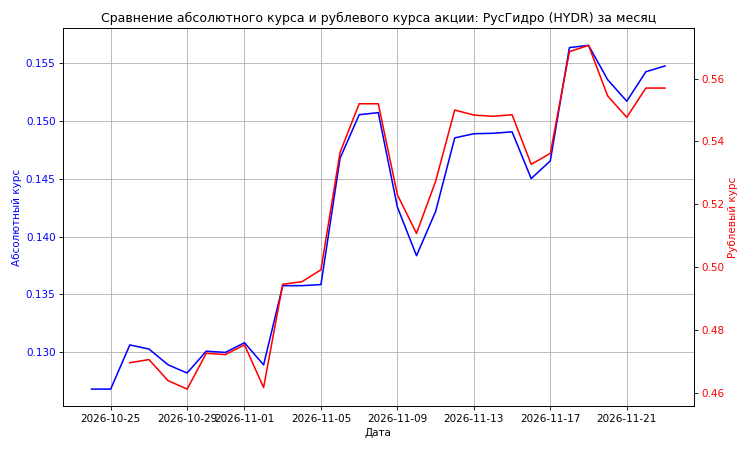 Сравнение абсолютного курса и рублевого курса акции: РусГидро (HYDR) за месяц
0.155
0.150
0.145
0.140
0.135
0.130
Абсолютный курс
0.56
0.54
0.52
0.50
0.48
0.46
Рублевый курс
2026-10-25 2026-10-29 2026-11-01 2026-11-05 2026-11-09 2026-11-13 2026-11-17 2026-11-21
Дата